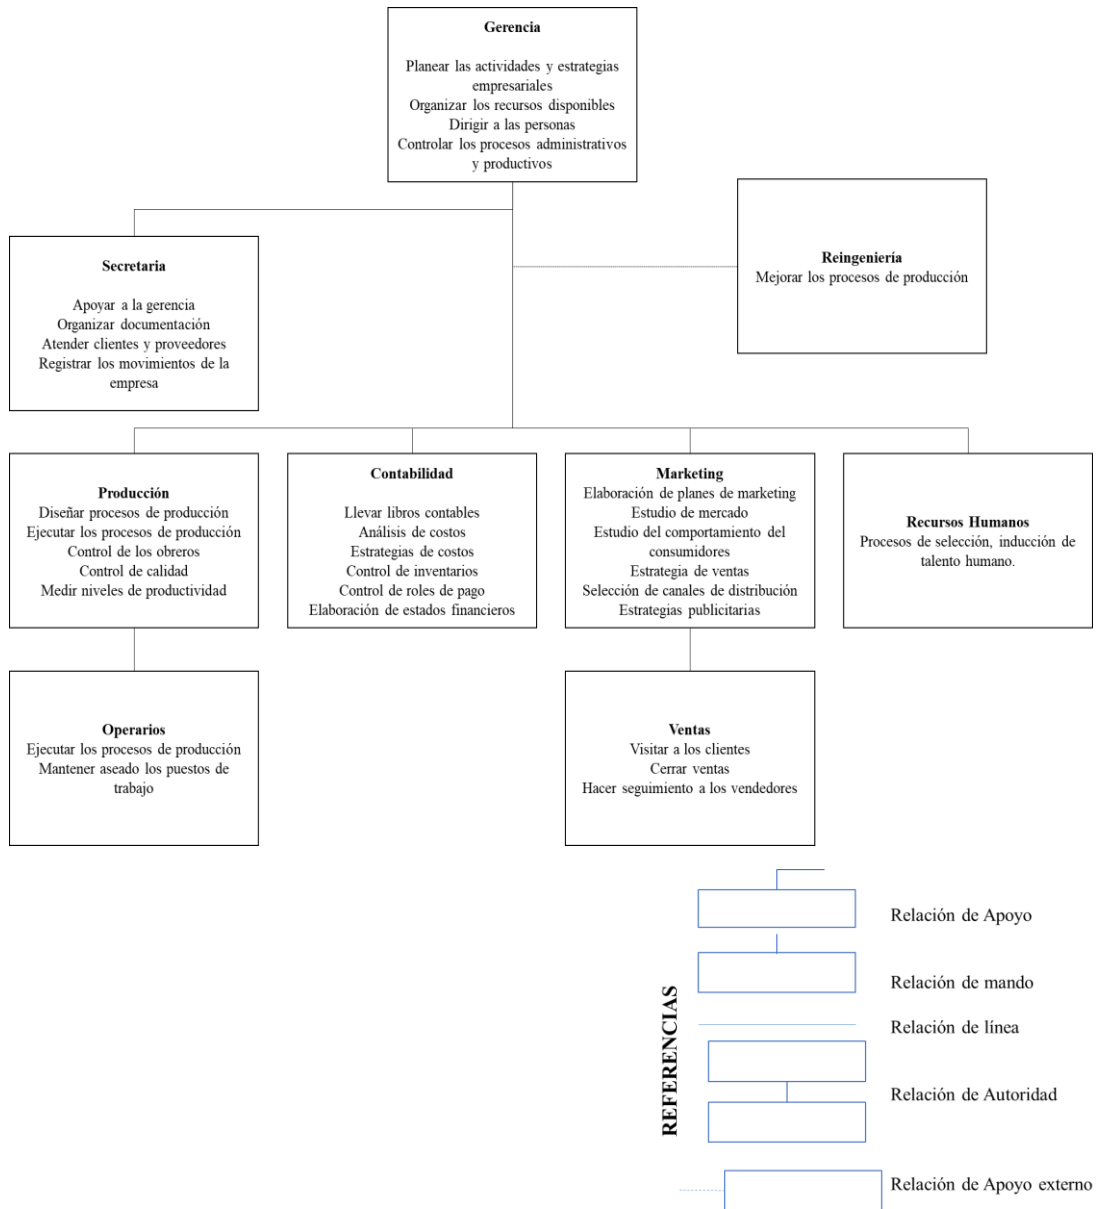 Gerencia
Planear las actividades y estrategias
empresariales
Organizar los recursos disponibles
Dirigir a las personas
Controlar los procesos administrativos
y productivos
Secretaria
Apoyar a la gerencia
Organizar documentación
Atender clientes y proveedores
Registrar los movimientos de la
empresa
Reingeniería
Mejorar los procesos de producción
Producción
Diseñar procesos de producción
Ejecutar los procesos de producción
Control de los obreros
Control de calidad
Medir niveles de productividad
Contabilidad
Llevar libros contables
Análisis de costos
Estrategias de costos
Control de inventarios
Control de roles de pago
Elaboración de estados financieros
Marketing
Elaboración de planes de marketing
Estudio de mercado
Estudio del comportamiento del
consumidores
Estrategia de ventas
Selección de canales de distribución
Estrategias publicitarias
Recursos Humanos
Procesos de selección, inducción de
talento humano.
Operarios
Ejecutar los procesos de producción
Mantener aseado los puestos de
trabajo
Ventas
Visitar a los clientes
Cerrar ventas
Hacer seguimiento a los vendedores
REFERENCIAS
Relación de Apoyo
Relación de mando
Relación de línea
Relación de Autoridad
Relación de Apoyo externo